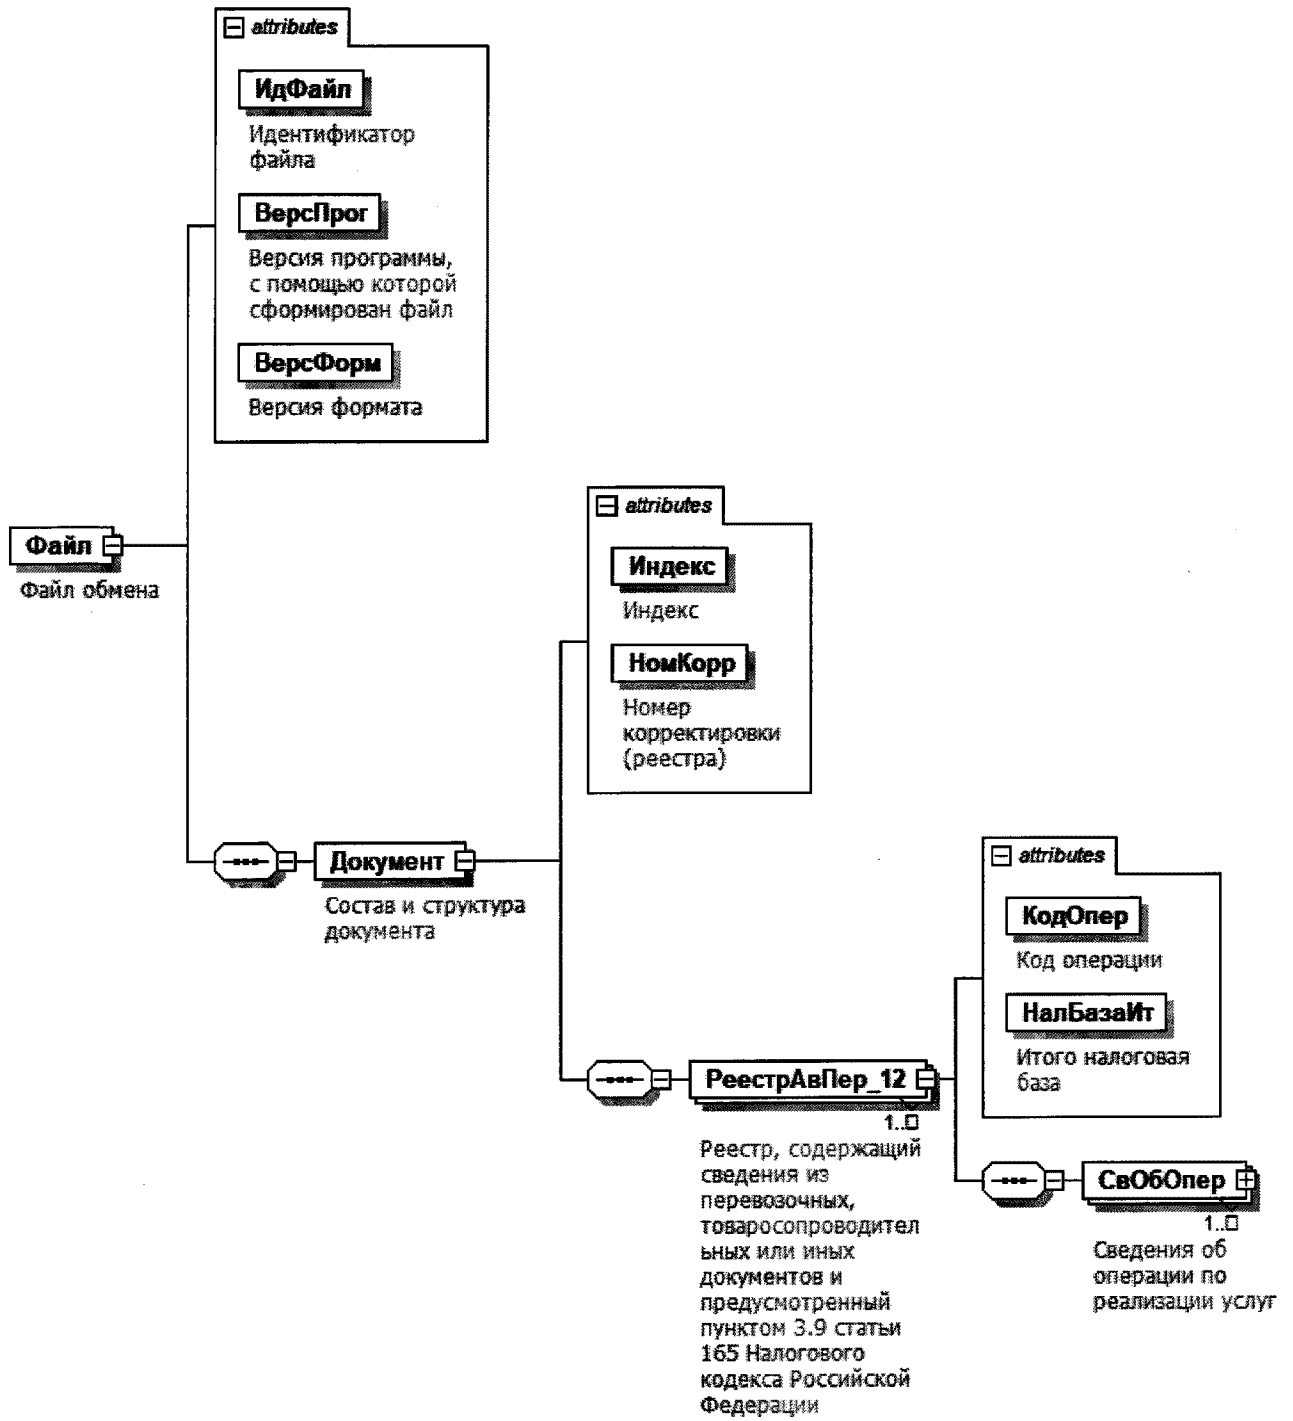 attributes
ИдФайл
Идентификатор
файла
ВерсПрог
Версия программы,
с помощью которой
сформирован файл
ВерсФорм
Версия формата
Файл
Файл обмена
attributes
Индекс
Индекс
НомКорр
Номер
корректировки
(реестра)
Документ
Состав и структура
документа
attributes
КодОпер
Код операции
НалБазаИт
Итого налоговая
база
РеестрАвПер_12
1..□
Реестр, содержащий
сведения из
перевозочных,
товаросопроводител
ьных или иных
документов и
предусмотренный
пунктом 3.9 статьи
165 Налогового
кодекса Российской
Федерации
СвОбОпер
1..□
Сведения об
операции по
реализации услуг